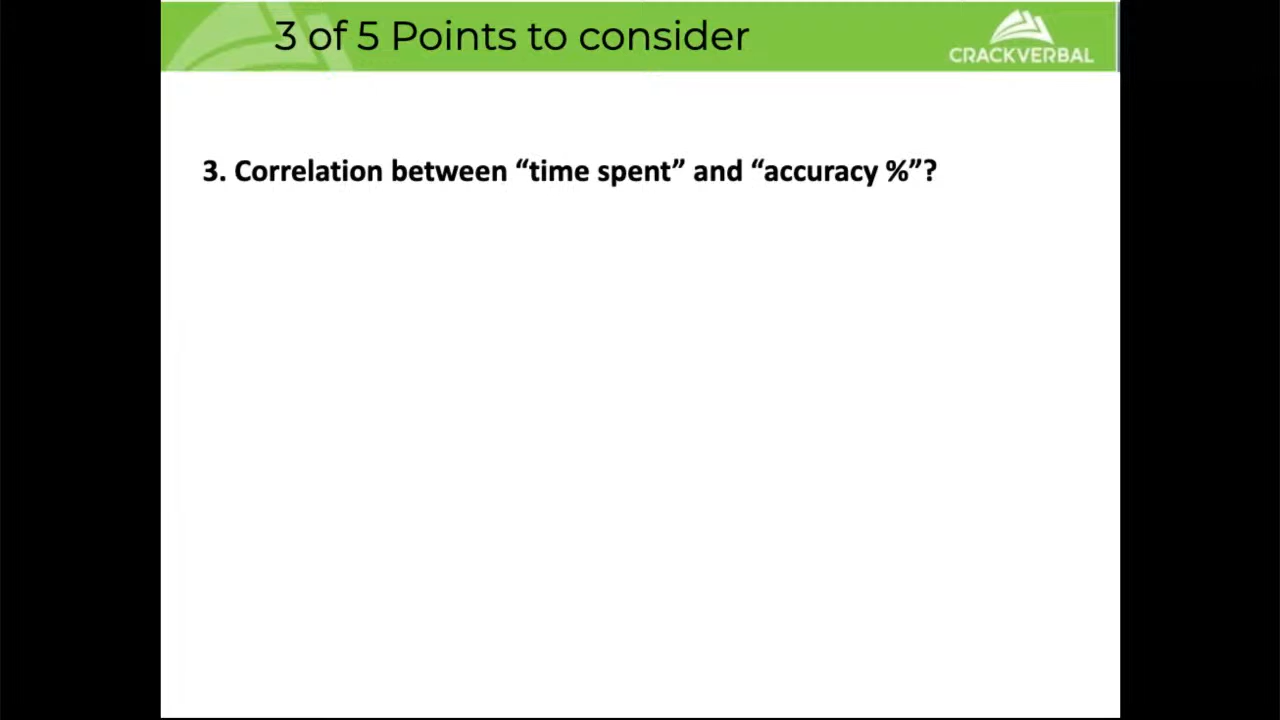 3 of 5 Points to consider
CRACKVERBAL
3. Correlation between “time spent” and “accuracy %”?